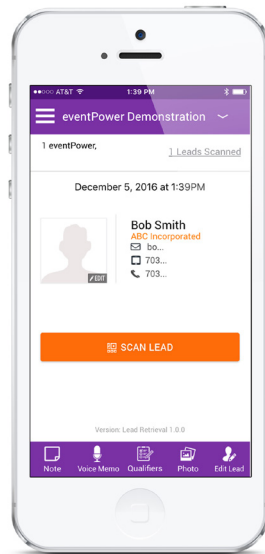 AT&T 1:39 PM
eventPower Demonstration
1 eventPower,
1 Leads Scanned
December 5, 2016 at 1:39PM
Bob Smith
ABC Incorporated
bo...
703...
703...
EDIT
SCAN LEAD
Version: Lead Retrieval 1.0.0
Note Voice Memo Qualifiers Photo Edit Lead